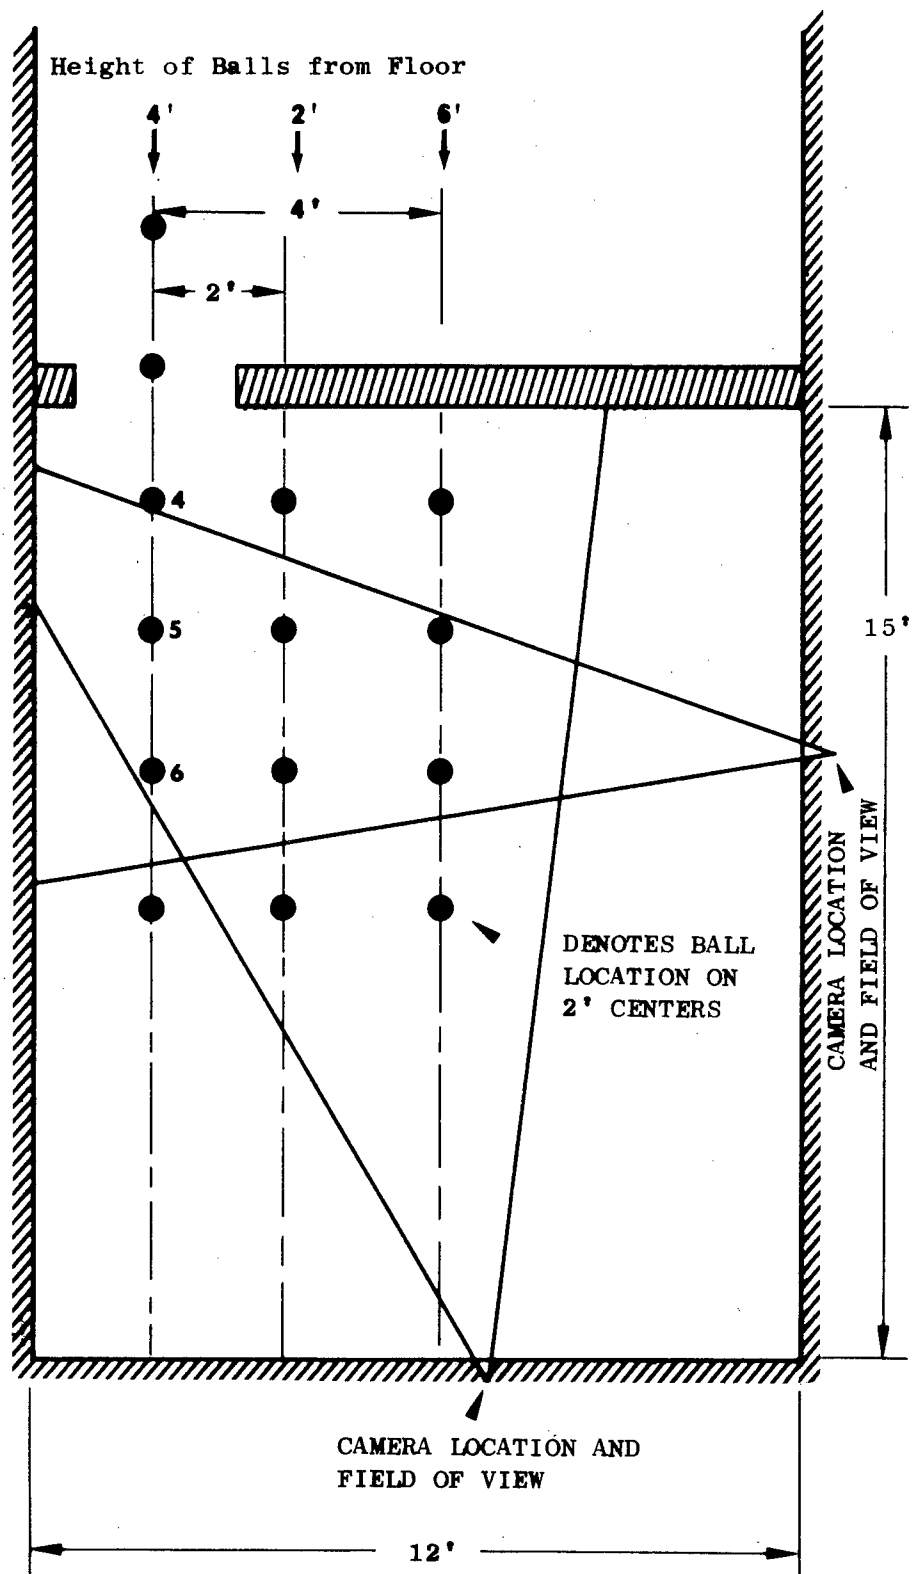 Height of Balls from Floor
4' 2' 6'
4'
2'
4
5
15'
6
CAMERA LOCATION
AND FIELD OF VIEW
DENOTES BALL
LOCATION ON
2' CENTERS
CAMERA LOCATION AND
FIELD OF VIEW
12'